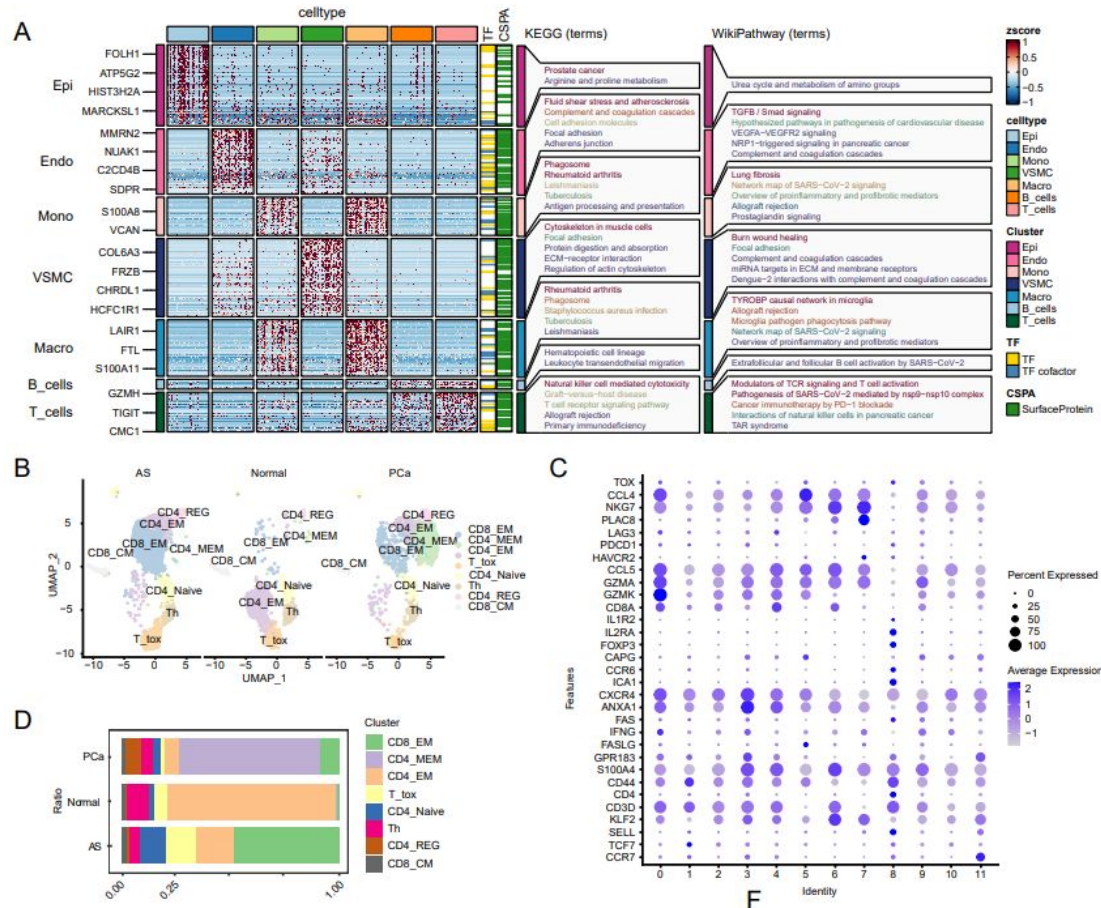 A
celltype
TF
CSPA
KEGG (terms)
WikiPathway (terms)
Epi
FOLH1
ATP5G2
HIST3H2A
MARCKSL1
Endo
MMRN2
NUAK1
C2CD4B
SDPR
Mono
S100A8
VCAN
VSMC
COL6A3
FRZB
CHRDL1
HCFC1R1
Macro
LAIR1
FTL
S100A11
B_cells
T_cells
GZMH
TIGIT
CMC1
Prostate cancer
Arginine and proline metabolism
Fluid shear stress and atherosclerosis
Complement and coagulation cascades
Cell adhesion molecules
Focal adhesion
Adherens junction
Phagosome
Rheumatoid arthritis
Leishmaniasis
Tuberculosis
Antigen processing and presentation
Cytoskeleton in muscle cells
Focal adhesion
Protein digestion and absorption
ECM-receptor interaction
Regulation of actin cytoskeleton
Rheumatoid arthritis
Phagosome
Staphylococcus aureus infection
Tuberculosis
Leishmaniasis
Hematopoietic cell lineage
Leukocyte transendothelial migration
Natural killer cell mediated cytotoxicity
Graft-versus-host disease
T cell receptor signaling pathway
Allograft rejection
Primary immunodeficiency
Urea cycle and metabolism of amino groups
TGFB / Smad signaling
Hypothesized pathways in pathogenesis of cardiovascular disease
VEGFA-VEGFR2 signaling
NRP1-triggered signaling in pancreatic cancer
Complement and coagulation cascades
Lung fibrosis
Network map of SARS-CoV-2 signaling
Overview of proinflammatory and profibrotic mediators
Allograft rejection
Prostaglandin signaling
Burn wound healing
Focal adhesion
Complement and coagulation cascades
miRNA targets in ECM and membrane receptors
Dengue-2 interactions with complement and coagulation cascades
TYROBP causal network in microglia
Allograft rejection
Microglia pathogen phagocytosis pathway
Network map of SARS-CoV-2 signaling
Overview of proinflammatory and profibrotic mediators
Extrafollicular and follicular B cell activation by SARS-CoV-2
Modulators of TCR signaling and T cell activation
Pathogenesis of SARS-CoV-2 mediated by nsp9-nsp10 complex
Cancer immunotherapy by PD-1 blockade
Interactions of natural killer cells in pancreatic cancer
TAR syndrome
zscore
1
0.5
0
-0.5
-1
celltype
Epi
Endo
Mono
VSMC
Macro
B_cells
T_cells
Cluster
Epi
Endo
Mono
VSMC
Macro
B_cells
T_cells
TF
TF
TF cofactor
CSPA
SurfaceProtein
B
AS
Normal
PCa
CD4_REG
CD4_EM
CD8_EM
CD4_MEM
CD8_CM
CD4_Naive
Th
T_tox
CD4_REG
CD8_EM
CD4_MEM
CD8_CM
CD4_Naive
CD4_EM
Th
T_tox
CD4_REG
CD4_EM
CD4_MEM
CD8_EM
CD8_CM
CD4_Naive
Th
T_tox
UMAP_2
5
0
-5
-10
-10 -5 0 5
-10 -5 0 5
-10 -5 0 5
UMAP_1
CD8_EM
CD4_MEM
CD4_EM
T_tox
CD4_Naive
Th
CD4_REG
CD8_CM
C
Features
TOX
CCL4
NKG7
PLAC8
LAG3
PDCD1
HAVCR2
CCL5
GZMA
GZMK
CD8A
IL1R2
IL2RA
FOXP3
CAPG
CCR6
ICA1
CXCR4
ANXA1
FAS
IFNG
FASLG
GPR183
S100A4
CD44
CD4
CD3D
KLF2
SELL
TCF7
CCR7
0 1 2 3 4 5 6 7 8 9 10 11
Identity
Percent Expressed
0
25
50
75
100
Average Expression
2
1
0
-1
D
Ratio
PCa
Normal
AS
0.00
0.25
1.00
Cluster
CD8_EM
CD4_MEM
CD4_EM
T_tox
CD4_Naive
Th
CD4_REG
CD8_CM